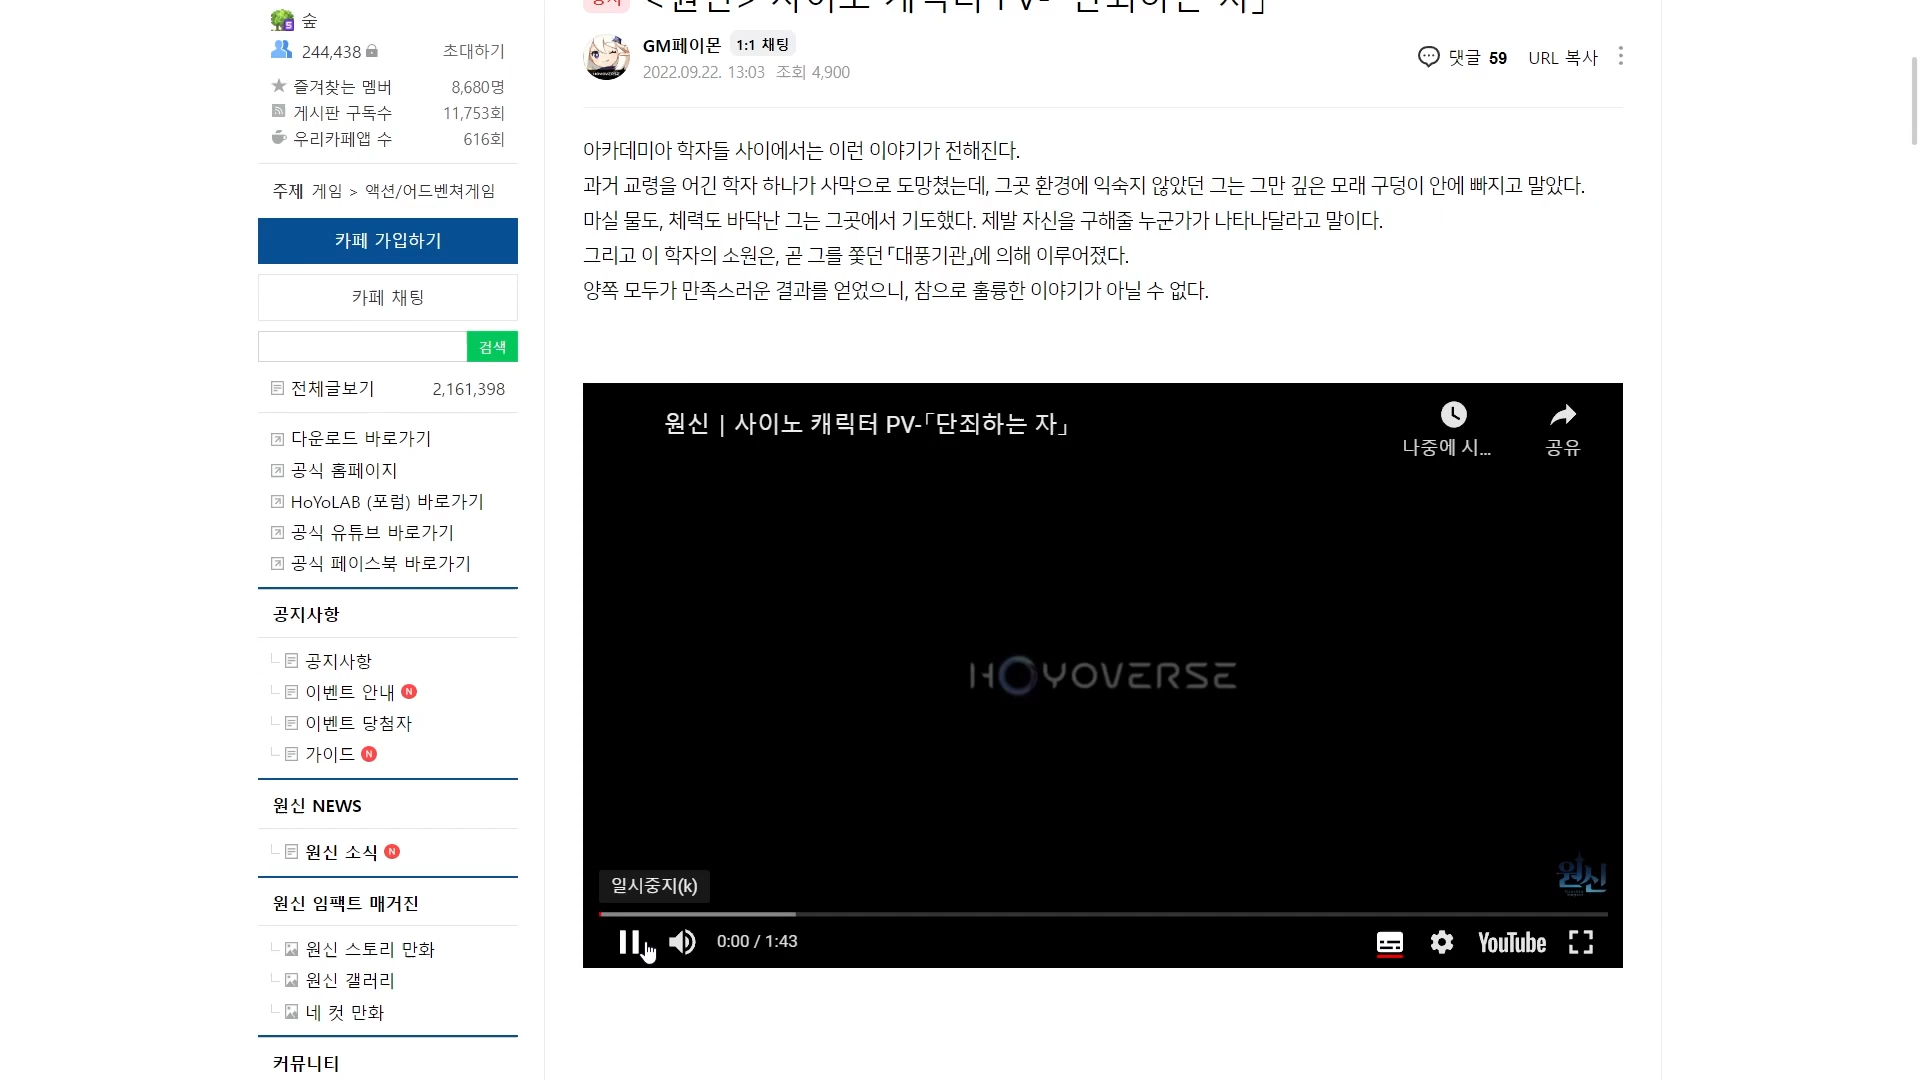 숲
244,438 초대하기
즐겨찾는 멤버 8,680명
게시판 구독수 11,753회
우리카페앱 수 616회
주제 게임 > 액션/어드벤쳐게임
카페 가입하기
카페 채팅
검색
전체글보기 2,161,398
다운로드 바로가기
공식 홈페이지
HoYoLAB (포럼) 바로가기
공식 유튜브 바로가기
공식 페이스북 바로가기
공지사항
공지사항
이벤트 안내 N
이벤트 당첨자
가이드 N
원신 NEWS
원신 소식 N
원신 임팩트 매거진
원신 스토리 만화
원신 갤러리
네 컷 만화
커뮤니티
공지 <원신> 사이노 캐릭터 PV-「단죄하는 자」
GM페이몬 1:1 채팅
2022.09.22. 13:03 조회 4,900
댓글 59 URL 복사
아카데미아 학자들 사이에서는 이런 이야기가 전해진다.
과거 교령을 어긴 학자 하나가 사막으로 도망쳤는데, 그곳 환경에 익숙지 않았던 그는 그만 깊은 모래 구덩이 안에 빠지고 말았다.
마실 물도, 체력도 바닥난 그는 그곳에서 기도했다. 제발 자신을 구해줄 누군가가 나타나달라고 말이다.
그리고 이 학자의 소원은, 곧 그를 쫓던 「대풍기관」에 의해 이루어졌다.
양쪽 모두가 만족스러운 결과를 얻었으니, 참으로 훌륭한 이야기가 아닐 수 없다.
원신 | 사이노 캐릭터 PV-「단죄하는 자」
나중에 시...
공유
HOYOVERSE
원신
일시중지(k)
0:00 / 1:43
YouTube